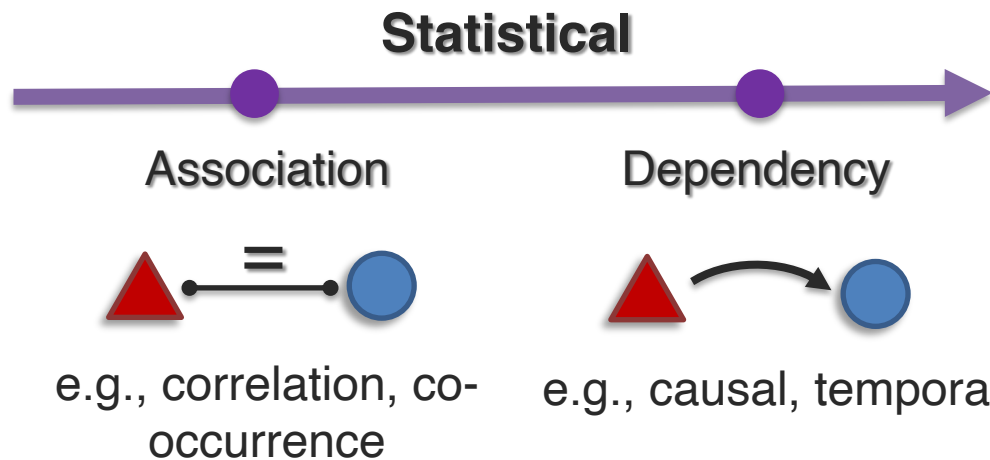 Statistical
Association
Dependency
=
e.g., correlation, co-
occurrence
e.g., causal, tempora